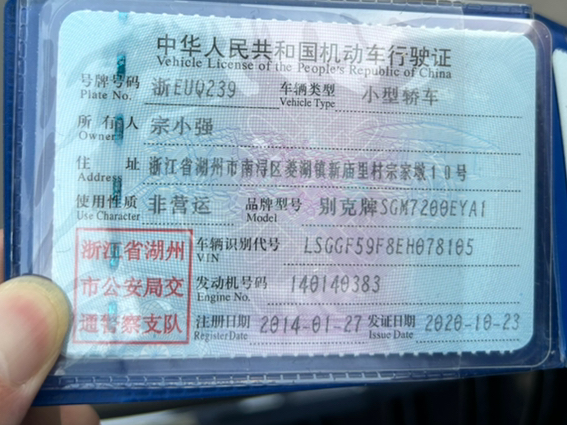 中华人民共和国机动车行驶证
Vehicle License of the People's Republic of China
号牌号码 Plate No. 浙EUQ239 车辆类型 Vehicle Type 小型轿车
所有人 Owner 宗小强
住址 Address 浙江省湖州市南浔区菱湖镇新庙里村宗家墩10号
使用性质 Use Character 非营运 品牌型号 Model 别克牌SGM7200EYA1
浙江省湖州
市公安局交
通警察支队
车辆识别代号 VIN LSGGF59F8EH078105
发动机号码 Engine No. 140140383
注册日期 Register Date 2014-01-27 发证日期 Issue Date 2020-10-23